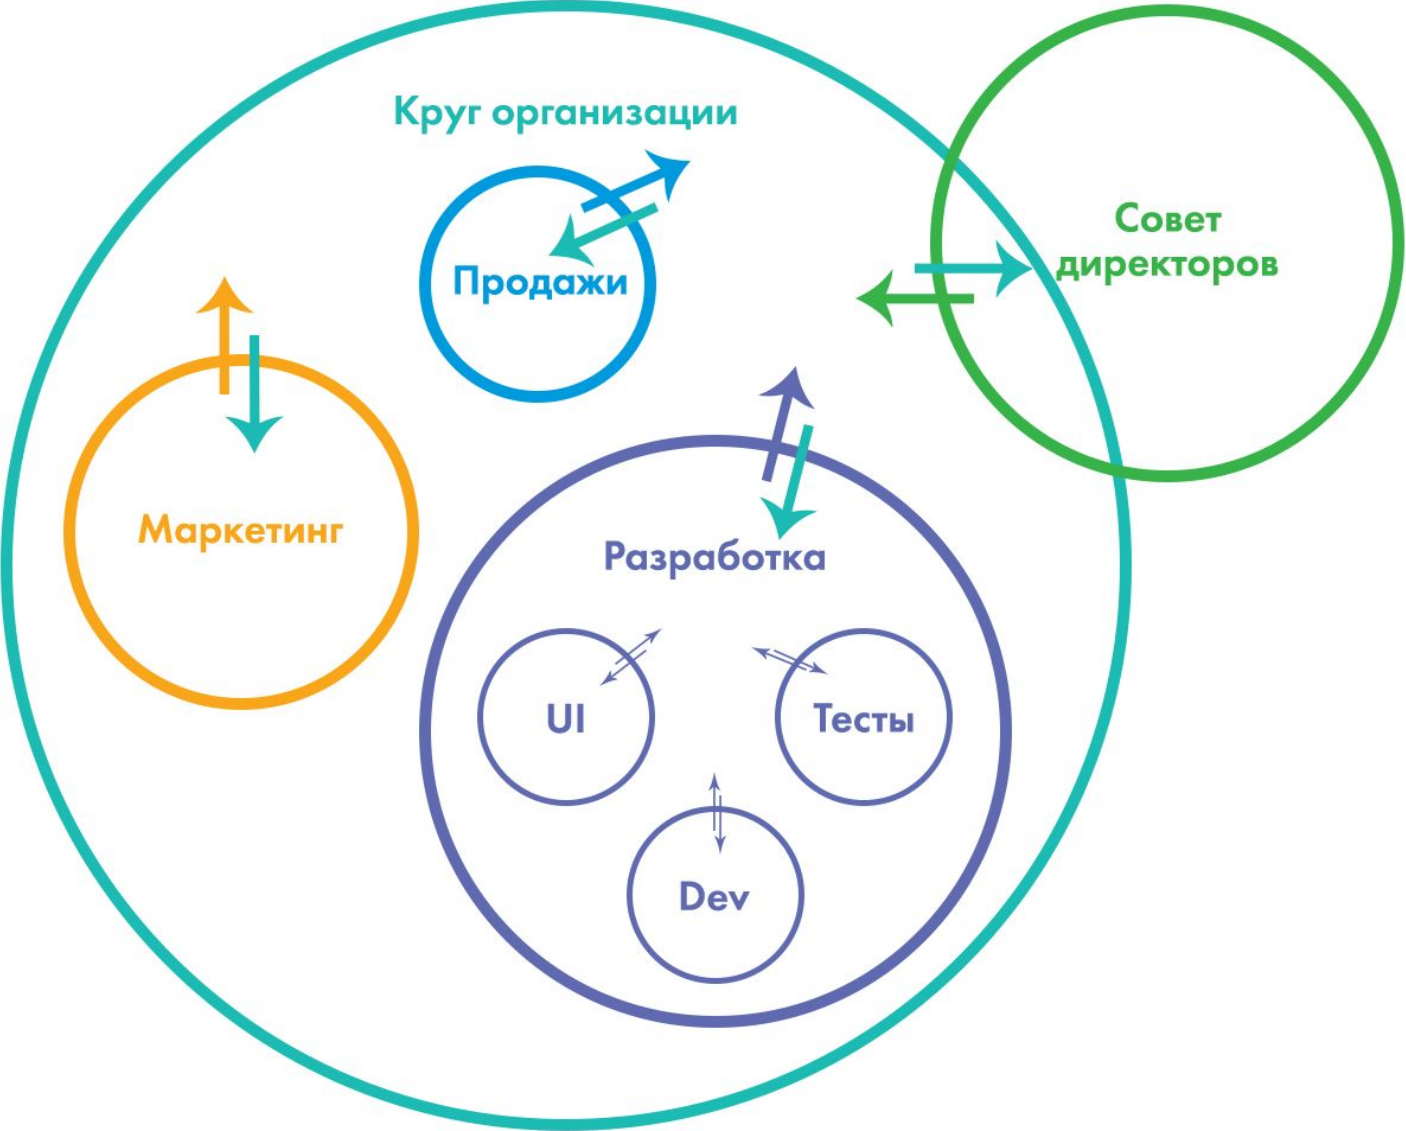 Круг организации
Совет
директоров
Продажи
Маркетинг
Разработка
UI
Тесты
Dev